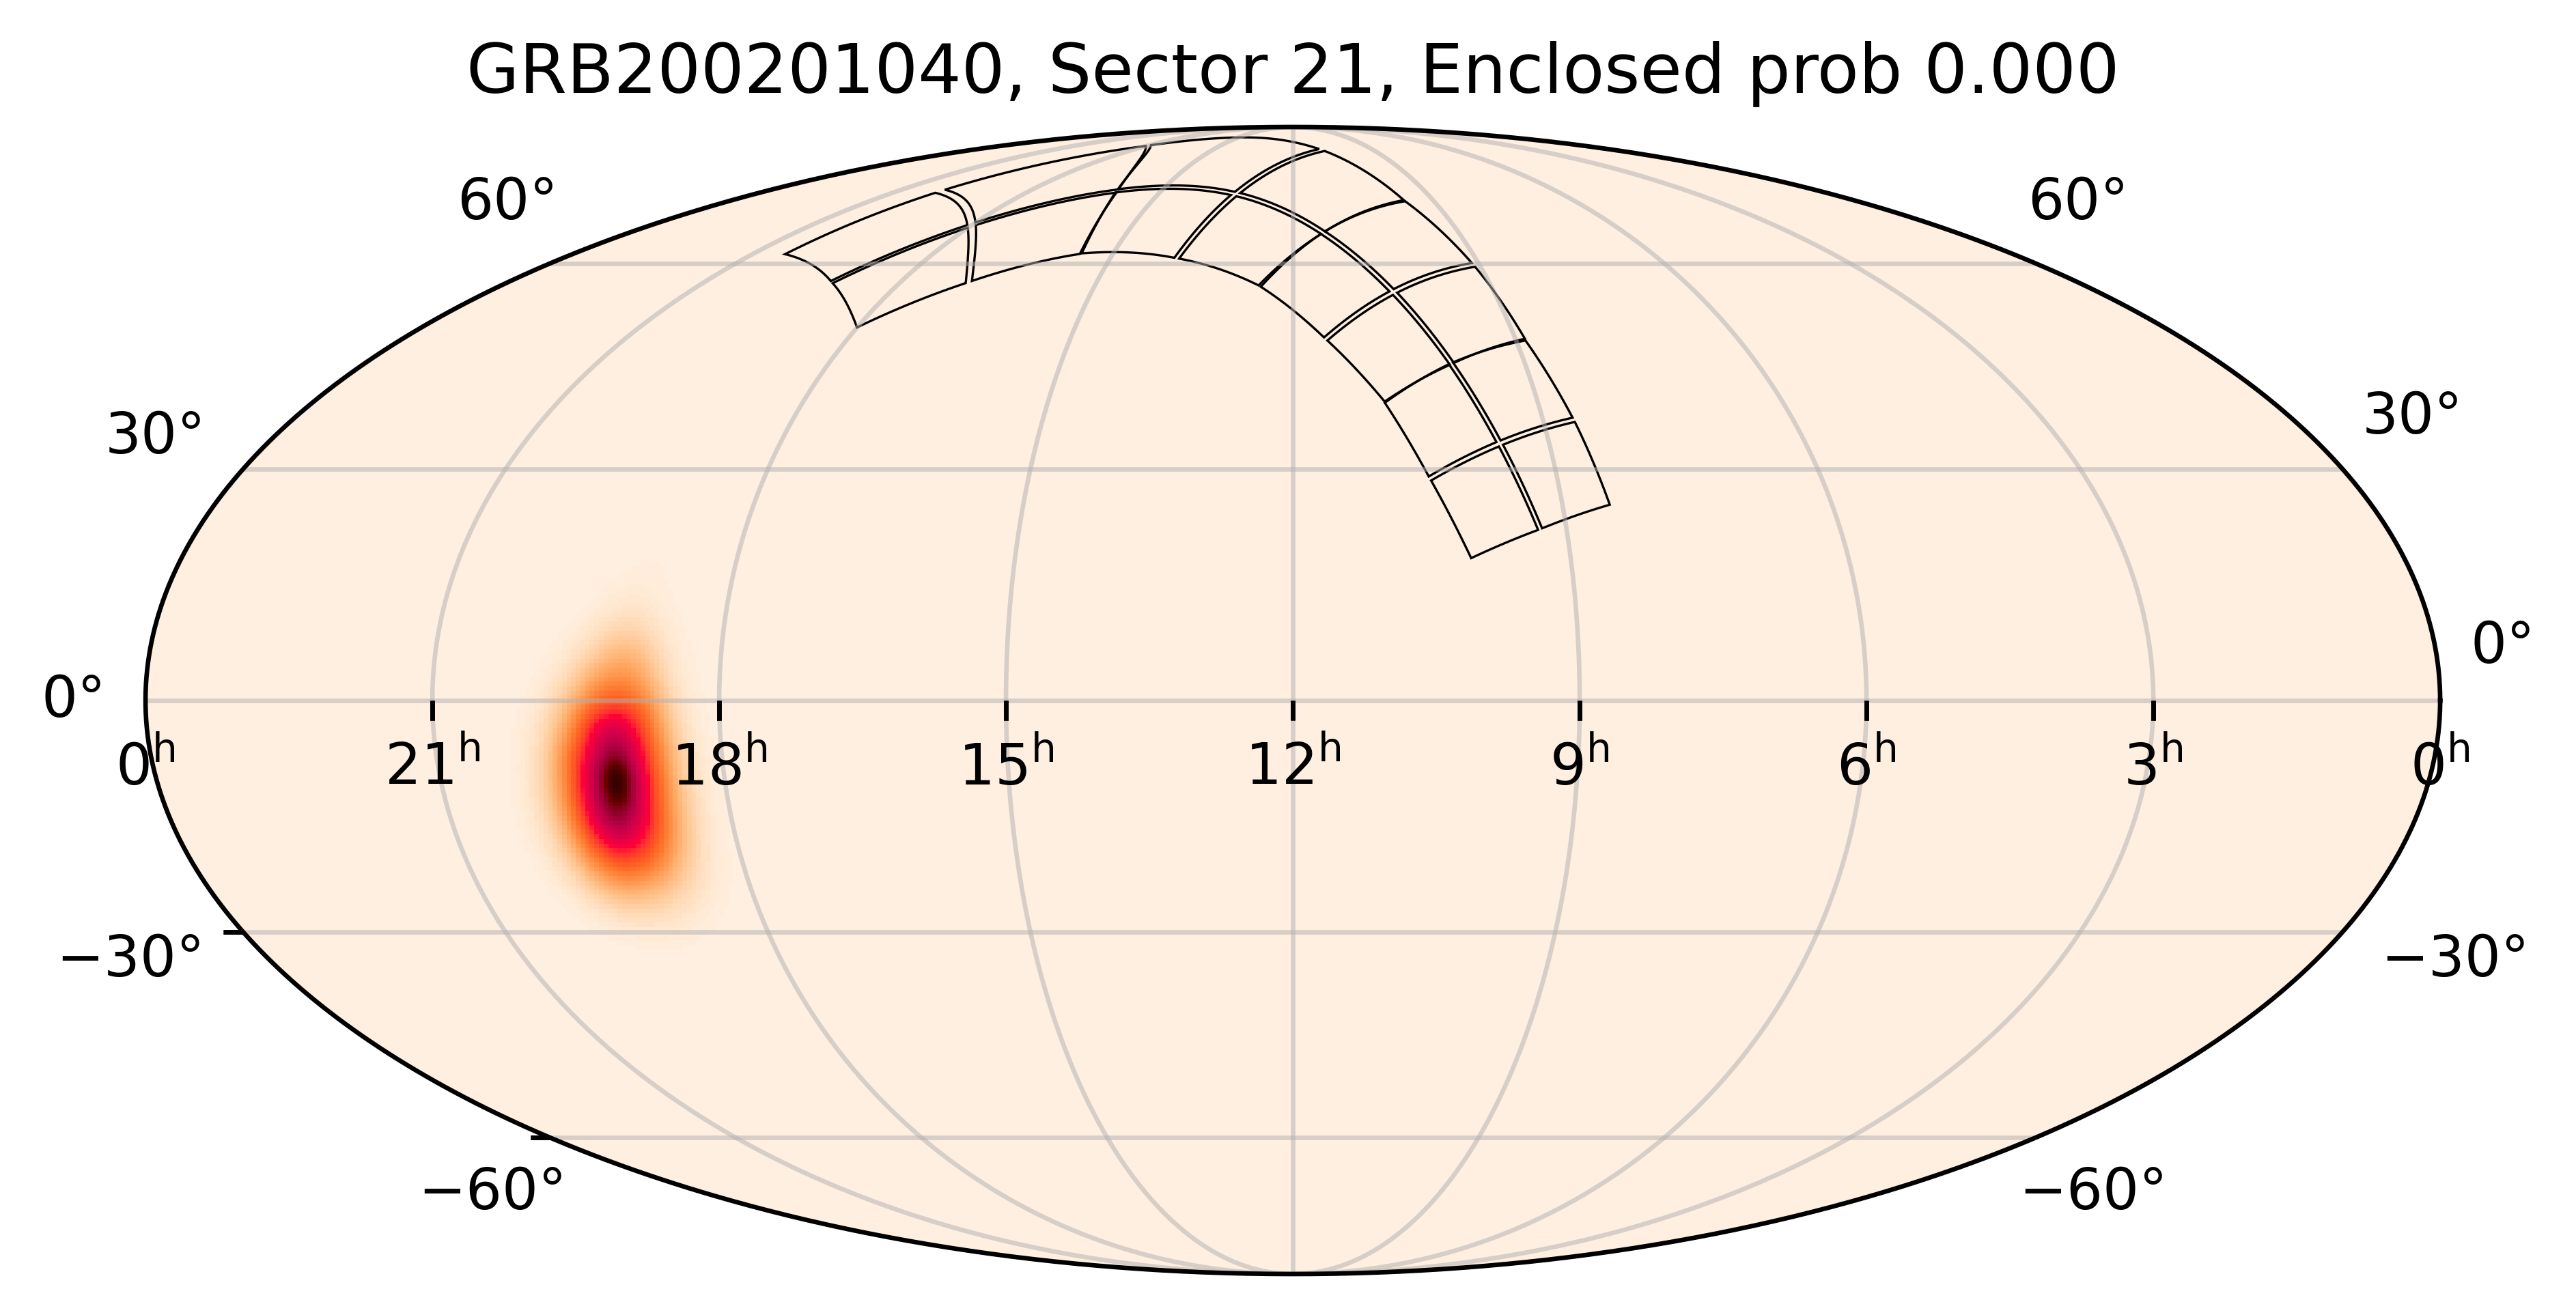 GRB200201040, Sector 21, Enclosed prob 0.000
60° 60°
30° 30°
0° 0°
0ʰ 21ʰ 18ʰ 15ʰ 12ʰ 9ʰ 6ʰ 3ʰ 0ʰ
−30° −30°
−60° −60°